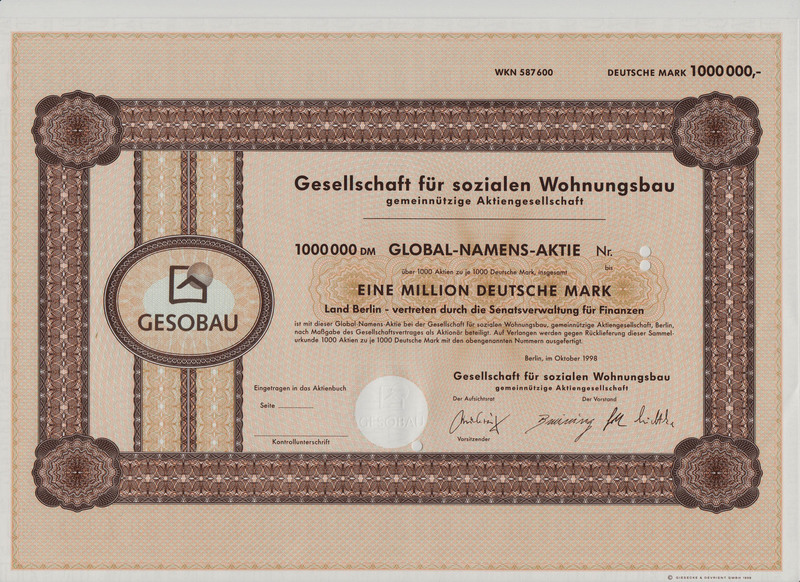 WKN 587600 DEUTSCHE MARK 1000000,-
Gesellschaft für sozialen Wohnungsbau
gemeinnützige Aktiengesellschaft
1000000 DM GLOBAL-NAMENS-AKTIE Nr.
bis
über 1000 Aktien zu je 1000 Deutsche Mark, insgesamt
EINE MILLION DEUTSCHE MARK
Land Berlin - vertreten durch die Senatsverwaltung für Finanzen
ist mit dieser Global-Namens-Aktie bei der Gesellschaft für sozialen Wohnungsbau, gemeinnützige Aktiengesellschaft, Berlin,
nach Maßgabe des Gesellschaftsvertrages als Aktionär beteiligt. Auf Verlangen werden gegen Rücklieferung dieser Sammel-
urkunde 1000 Aktien zu je 1000 Deutsche Mark mit den obengenannten Nummern ausgefertigt.
Berlin, im Oktober 1998
Gesellschaft für sozialen Wohnungsbau
gemeinnützige Aktiengesellschaft
Der Aufsichtsrat Der Vorstand
Vorsitzender
GESOBAU
Eingetragen in das Aktienbuch
Seite
Kontrollunterschrift
GESOBAU
© GIESECKE & DEVRIENT GMBH 1998